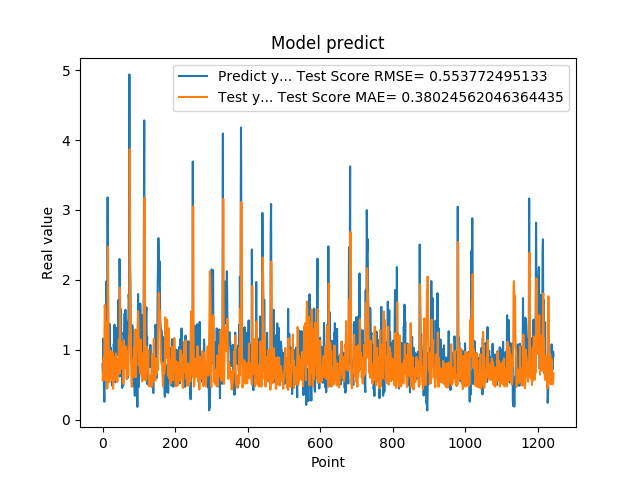 Model predict
Predict y... Test Score RMSE= 0.553772495133
Test y... Test Score MAE= 0.38024562046364435
5
4
3
2
1
0
Real value
0 200 400 600 800 1000 1200
Point